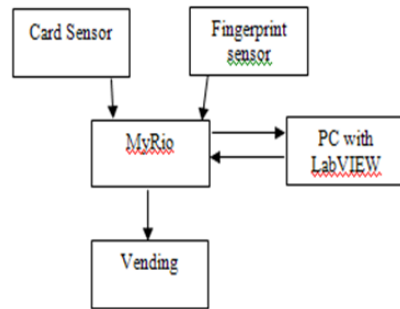 Card Sensor
Fingerprint
sensor
MyRio
PC with
LabVIEW
Vending